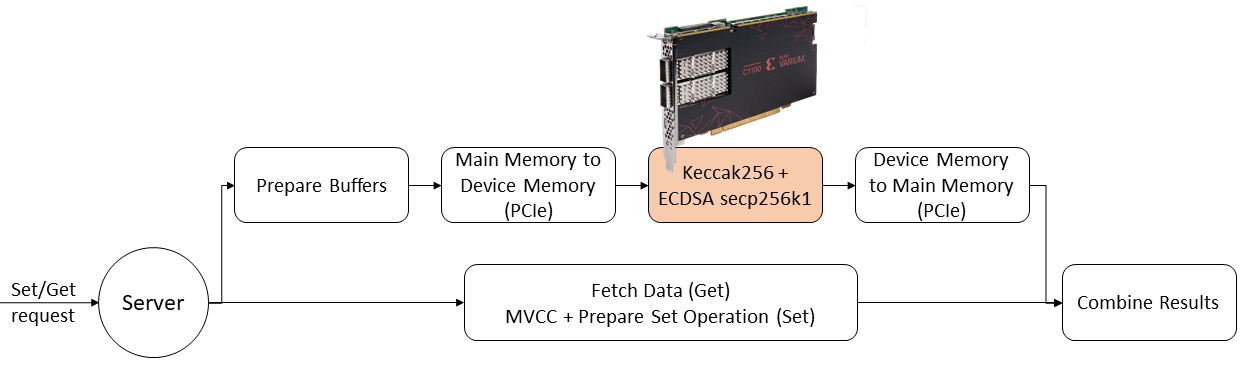 C1100
VARIUM.
Main Memory to
Device Memory
(PCIe)
Device Memory
to Main Memory
(PCIe)
Prepare Buffers
Keccak256 +
ECDSA secp256k1
Set/Get
request
Server
Fetch Data (Get)
MVCC + Prepare Set Operation (Set)
Combine Results